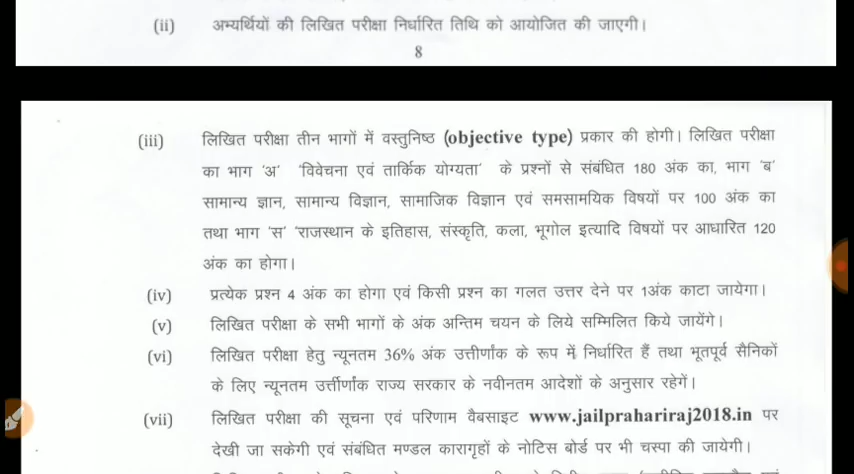 (ii) अभ्यर्थियों की लिखित परीक्षा निर्धारित तिथि को आयोजित की जाएगी।
8
(iii) लिखित परीक्षा तीन भागों में वस्तुनिष्ठ (objective type) प्रकार की होगी। लिखित परीक्षा
का भाग 'अ' 'विवेचना एवं तार्किक योग्यता' के प्रश्नों से संबंधित 180 अंक का, भाग 'ब'
सामान्य ज्ञान, सामान्य विज्ञान, सामाजिक विज्ञान एवं समसामयिक विषयों पर 100 अंक का
तथा भाग 'स' 'राजस्थान के इतिहास, संस्कृति, कला, भूगोल इत्यादि विषयों पर आधारित 120
अंक का होगा।
(iv) प्रत्येक प्रश्न 4 अंक का होगा एवं किसी प्रश्न का गलत उत्तर देने पर 1अंक काटा जायेगा।
(v) लिखित परीक्षा के सभी भागों के अंक अन्तिम चयन के लिये सम्मिलित किये जायेंगे।
(vi) लिखित परीक्षा हेतु न्यूनतम 36% अंक उत्तीर्णांक के रूप में निर्धारित हैं तथा भूतपूर्व सैनिकों
के लिए न्यूनतम उर्त्तीर्णांक राज्य सरकार के नवीनतम आदेशों के अनुसार रहेगें।
(vii) लिखित परीक्षा की सूचना एवं परिणाम वैबसाइट www.jailprahariraj2018.in पर
देखी जा सकेगी एवं संबंधित मण्डल कारागृहों के नोटिस बोर्ड पर भी चस्पा की जायेगी।